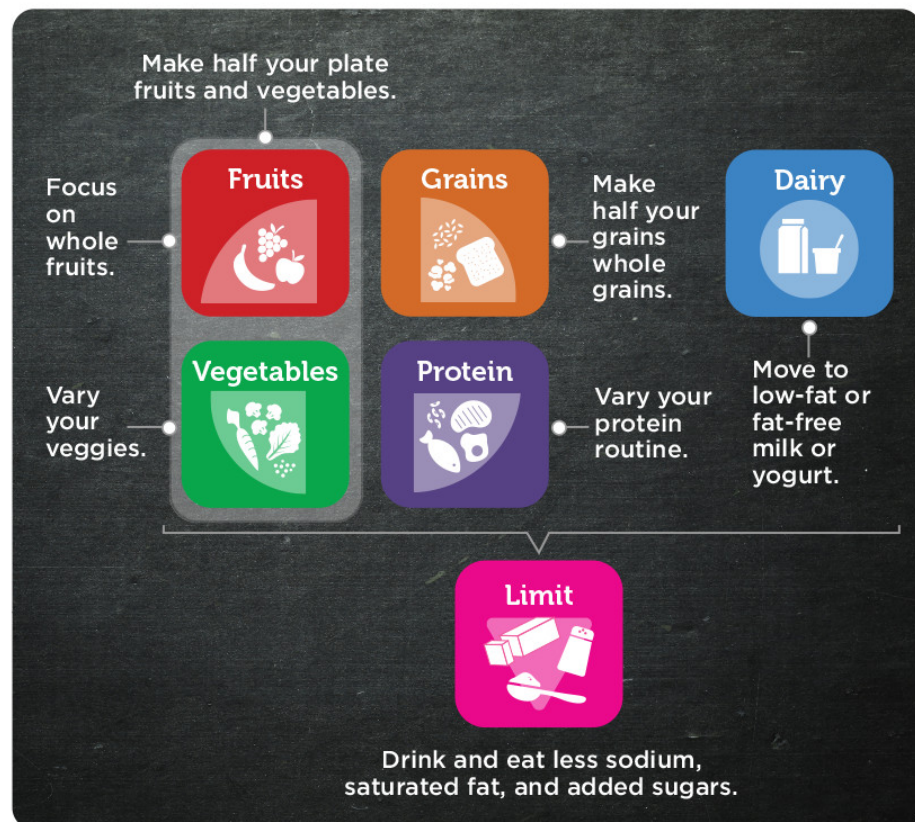 Make half your plate
fruits and vegetables.
Focus
on
whole
fruits.
Fruits
Grains
Make
half your
grains
whole
grains.
Dairy
Vary
your
veggies.
Vegetables
Protein
Vary your
protein
routine.
Move to
low-fat or
fat-free
milk or
yogurt.
Limit
Drink and eat less sodium,
saturated fat, and added sugars.